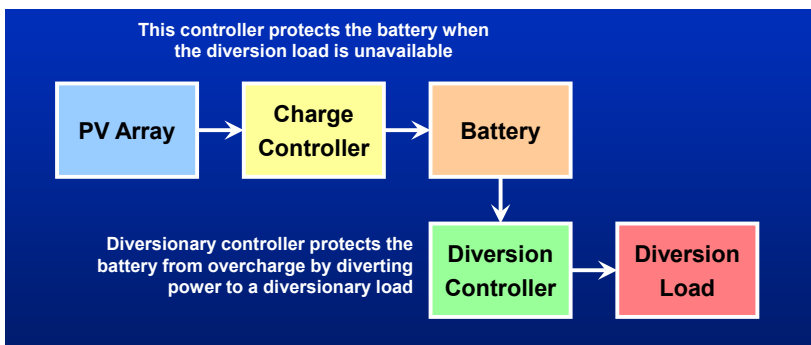 This controller protects the battery when
the diversion load is unavailable
PV Array
Charge
Controller
Battery
Diversionary controller protects the
battery from overcharge by diverting
power to a diversionary load
Diversion
Controller
Diversion
Load